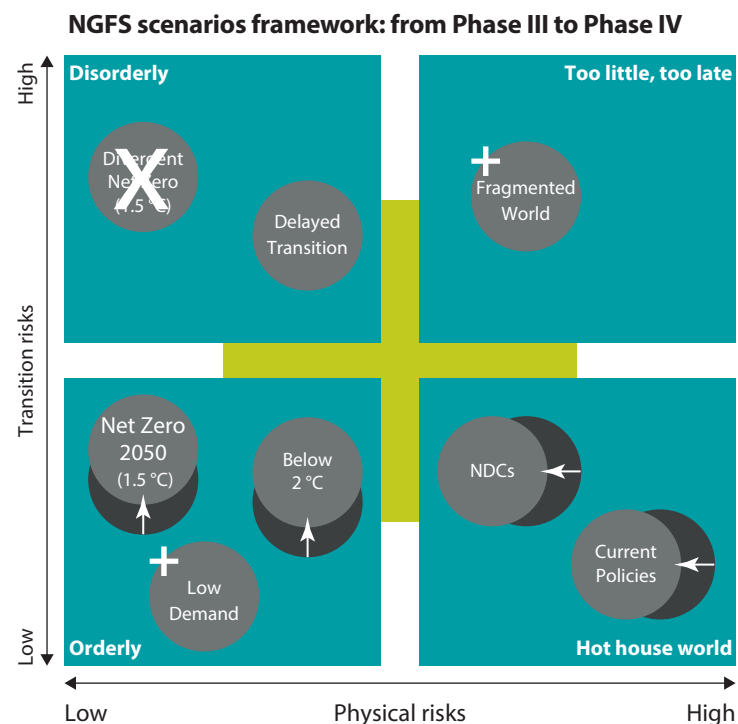 NGFS scenarios framework: from Phase III to Phase IV
High
Disorderly
Too little, too late
Divergent
Net Zero
(1.5 °C)
X
Delayed
Transition
+
Fragmented
World
Transition risks
Net Zero
2050
(1.5 °C)
Below
2 °C
NDCs
Current
Policies
+
Low
Demand
Low
Orderly
Hot house world
Low
Physical risks
High